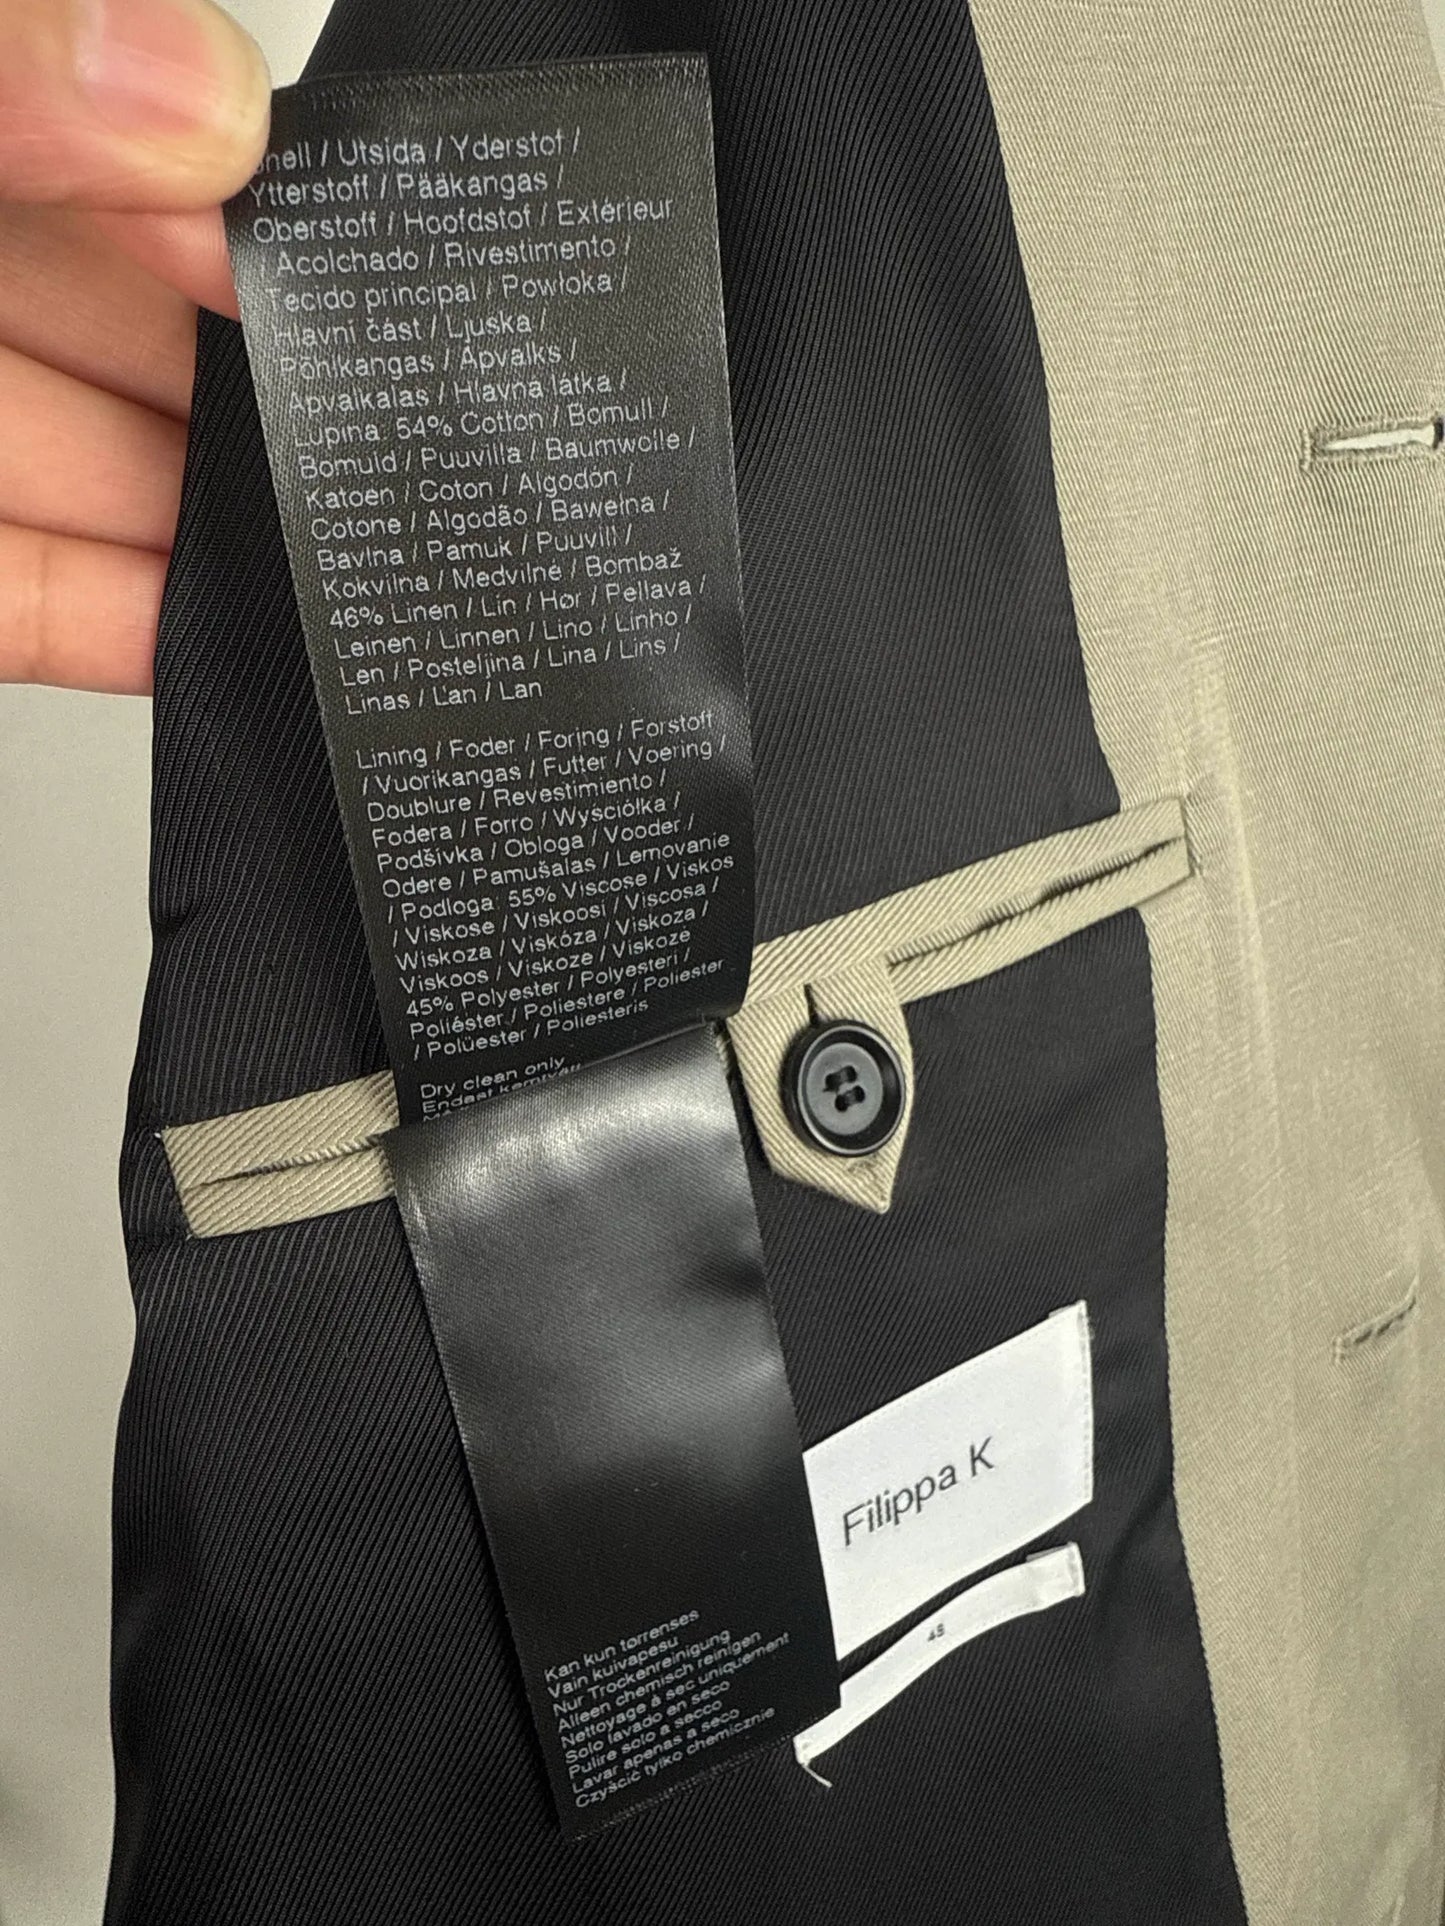 / Utsida / Yderstof /
Ytterstoff / Pääkangas /
Oberstoff / Hoofdstof / Extérieur
/ Acolchado / Rivestimento /
Tecido principal / Powłoka /
Hlavní část / Ljuska /
Põhikangas / Apvalks /
Apvalkalas / Hlavna látka /
Lupina: 54% Cotton / Bomull /
Bomuld / Puuvilla / Baumwolle /
Katoen / Coton / Algodón /
Cotone / Algodão / Bawełna /
Bavlna / Pamuk / Puuvill /
Kokvilna / Medvilnė / Bombaž
46% Linen / Lin / Hør / Pellava /
Leinen / Linnen / Lino / Linho /
Len / Posteljina / Lina / Lins /
Linas / Ľan / Lan
Lining / Foder / Foring / Forstoff
/ Vuorikangas / Futter / Voering /
Doublure / Revestimiento /
Fodera / Forro / Wyściółka /
Podšívka / Obloga / Vooder /
Odere / Pamušalas / Lemovanie
/ Podloga: 55% Viscose / Viskos
/ Viskose / Viskoosi / Viscosa /
Wiskoza / Viskóza / Viskoza /
Viskoos / Viskoze / Viskoze
45% Polyester / Polyesteri /
Poliéster / Poliestere / Poliester
/ Polüester / Poliesteris
Dry clean only
Endast kemtvätt
Kan kun torrenses
Vain kuivapesu
Nur Trockenreinigung
Alleen chemisch reinigen
Nettoyage à sec uniquement
Solo lavado en seco
Pulire solo a secco
Lavar apenas a seco
Czyścić tylko chemicznie
Filippa K
48